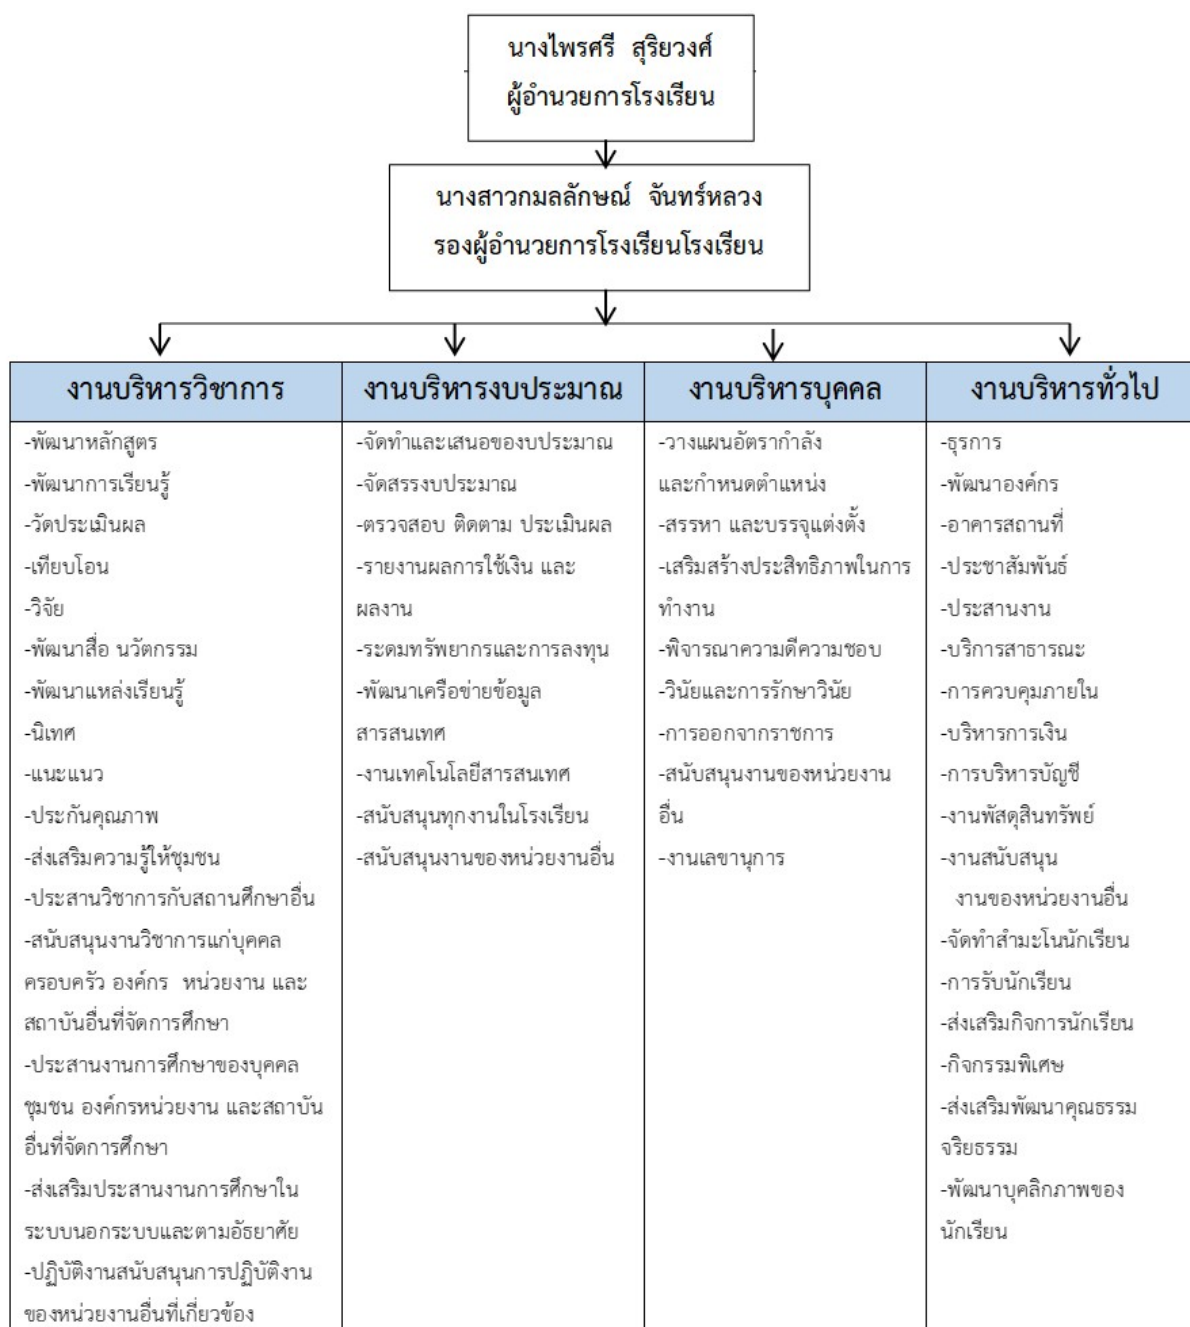 นางไพรศรี สุริยวงศ์
ผู้อำนวยการโรงเรียน
นางสาวกมลลักษณ์ จันทร์หลวง
รองผู้อำนวยการโรงเรียนโรงเรียน
งานบริหารวิชาการ
-พัฒนาหลักสูตร
-พัฒนาการเรียนรู้
-วัดประเมินผล
-เทียบโอน
-วิจัย
-พัฒนาสื่อ นวัตกรรม
-พัฒนาแหล่งเรียนรู้
-นิเทศ
-แนะแนว
-ประกันคุณภาพ
-ส่งเสริมความรู้ให้ชุมชน
-ประสานวิชาการกับสถานศึกษาอื่น
-สนับสนุนงานวิชาการแก่บุคคล
ครอบครัว องค์กร หน่วยงาน และ
สถาบันอื่นที่จัดการศึกษา
-ประสานงานการศึกษาของบุคคล
ชุมชน องค์กรหน่วยงาน และสถาบัน
อื่นที่จัดการศึกษา
-ส่งเสริมประสานงานการศึกษาใน
ระบบนอกระบบและตามอัธยาศัย
-ปฏิบัติงานสนับสนุนการปฏิบัติงาน
ของหน่วยงานอื่นที่เกี่ยวข้อง
งานบริหารงบประมาณ
-จัดทำและเสนอของบประมาณ
-จัดสรรงบประมาณ
-ตรวจสอบ ติดตาม ประเมินผล
-รายงานผลการใช้เงิน และ
ผลงาน
-ระดมทรัพยากรและการลงทุน
-พัฒนาเครือข่ายข้อมูล
สารสนเทศ
-งานเทคโนโลยีสารสนเทศ
-สนับสนุนทุกงานในโรงเรียน
-สนับสนุนงานของหน่วยงานอื่น
งานบริหารบุคคล
-วางแผนอัตรากำลัง
และกำหนดตำแหน่ง
-สรรหา และบรรจุแต่งตั้ง
-เสริมสร้างประสิทธิภาพในการ
ทำงาน
-พิจารณาความดีความชอบ
-วินัยและการรักษาวินัย
-การออกจากราชการ
-สนับสนุนงานของหน่วยงาน
อื่น
-งานเลขานุการ
งานบริหารทั่วไป
-ธุรการ
-พัฒนาองค์กร
-อาคารสถานที่
-ประชาสัมพันธ์
-ประสานงาน
-บริการสาธารณะ
-การควบคุมภายใน
-บริหารการเงิน
-การบริหารบัญชี
-งานพัสดุสินทรัพย์
-งานสนับสนุน
งานของหน่วยงานอื่น
-จัดทำสำมะโนนักเรียน
-การรับนักเรียน
-ส่งเสริมกิจการนักเรียน
-กิจกรรมพิเศษ
-ส่งเสริมพัฒนาคุณธรรม
จริยธรรม
-พัฒนาบุคลิกภาพของ
นักเรียน